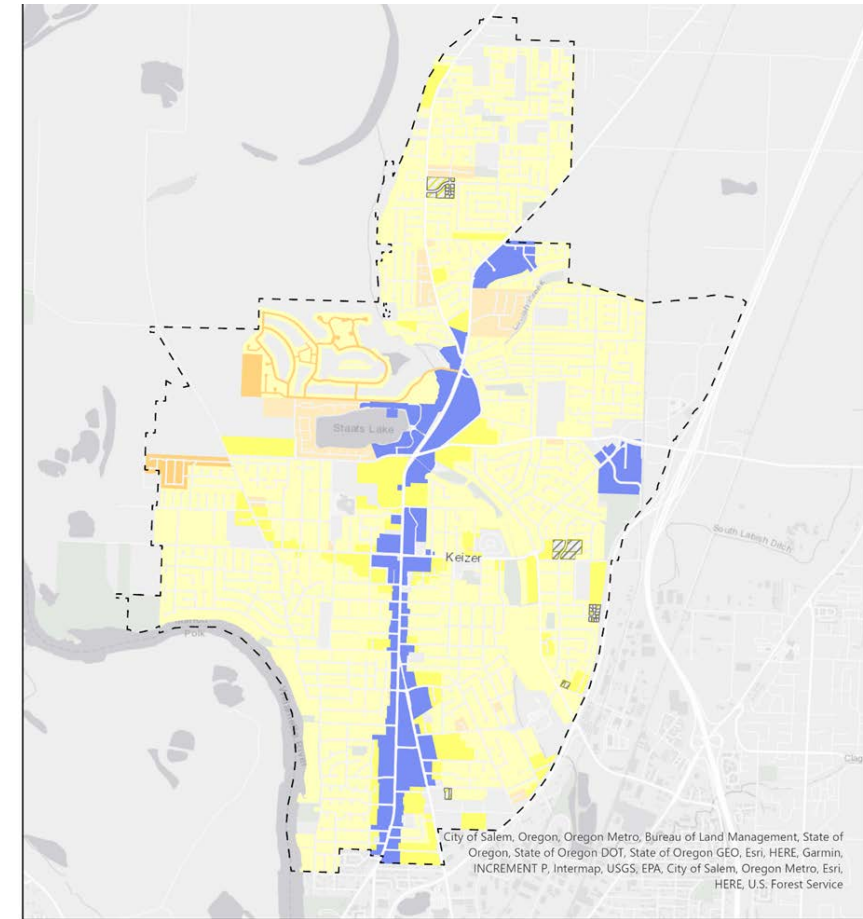 Staats Lake
Keizer
South Labish Ditch
Polk
Clag
City of Salem, Oregon, Oregon Metro, Bureau of Land Management, State of
Oregon, State of Oregon DOT, State of Oregon GEO, Esri, HERE, Garmin,
INCREMENT P, Intermap, USGS, EPA, City of Salem, Oregon Metro, Esri,
HERE, U.S. Forest Service